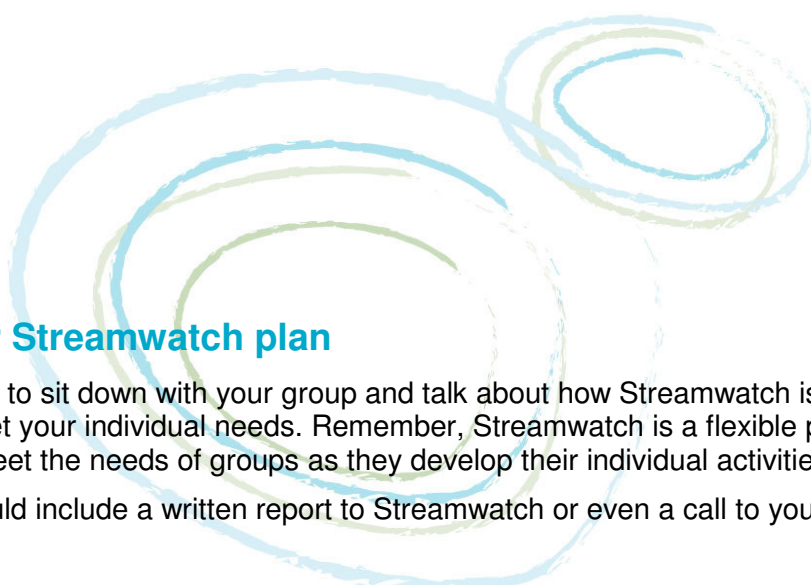 r Streamwatch plan
to sit down with your group and talk about how Streamwatch is
et your individual needs. Remember, Streamwatch is a flexible p
eet the needs of groups as they develop their individual activitie
uld include a written report to Streamwatch or even a call to you